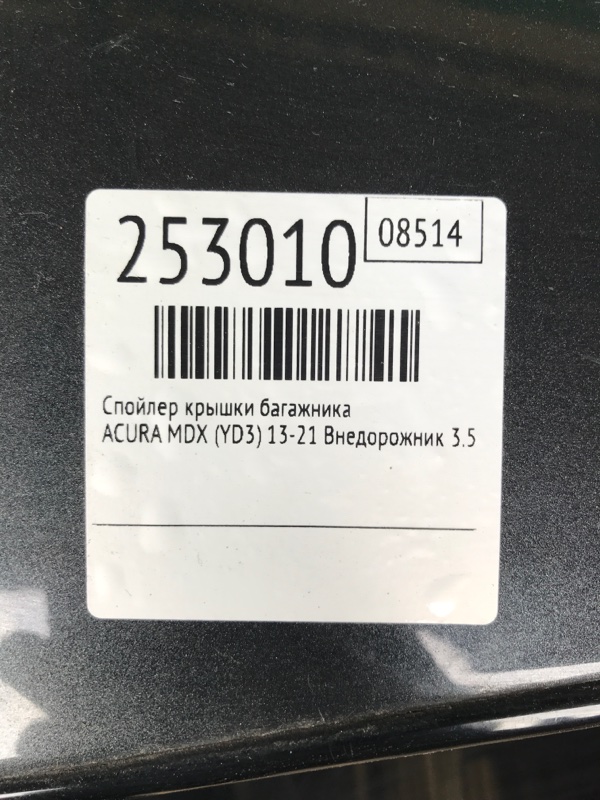 253010
08514
Спойлер крышки багажника
ACURA MDX (YD3) 13-21 Внедорожник 3.5